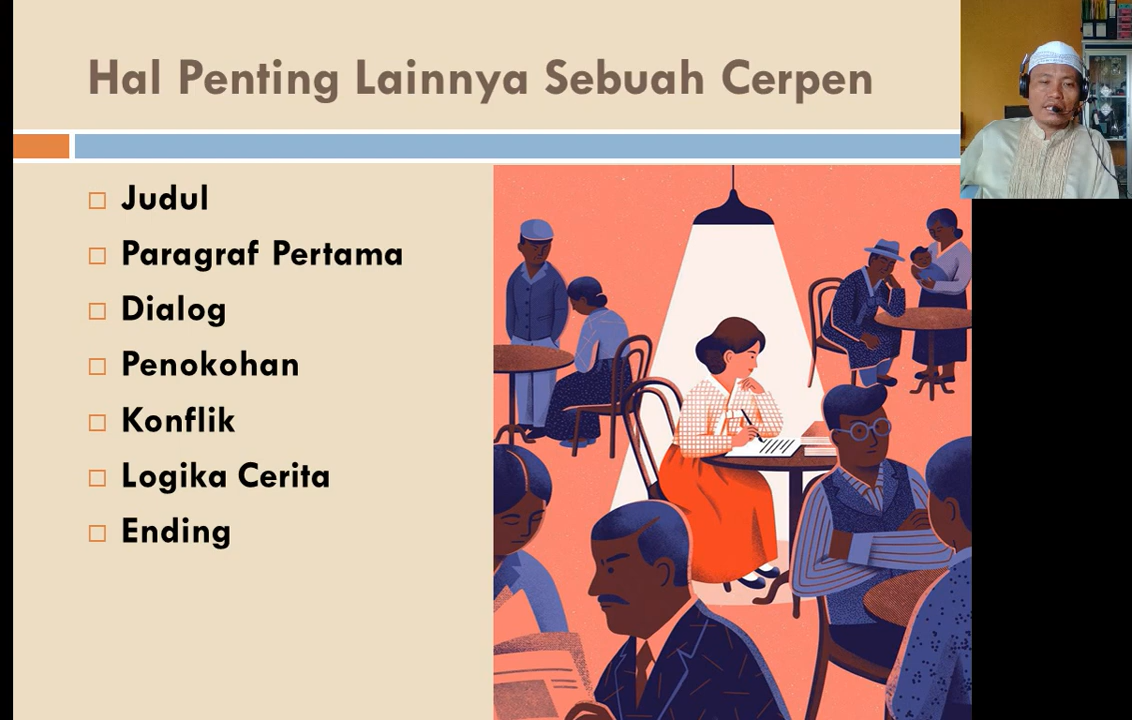 Hal Penting Lainnya Sebuah Cerpen
Judul
Paragraf Pertama
Dialog
Penokohan
Konflik
Logika Cerita
Ending